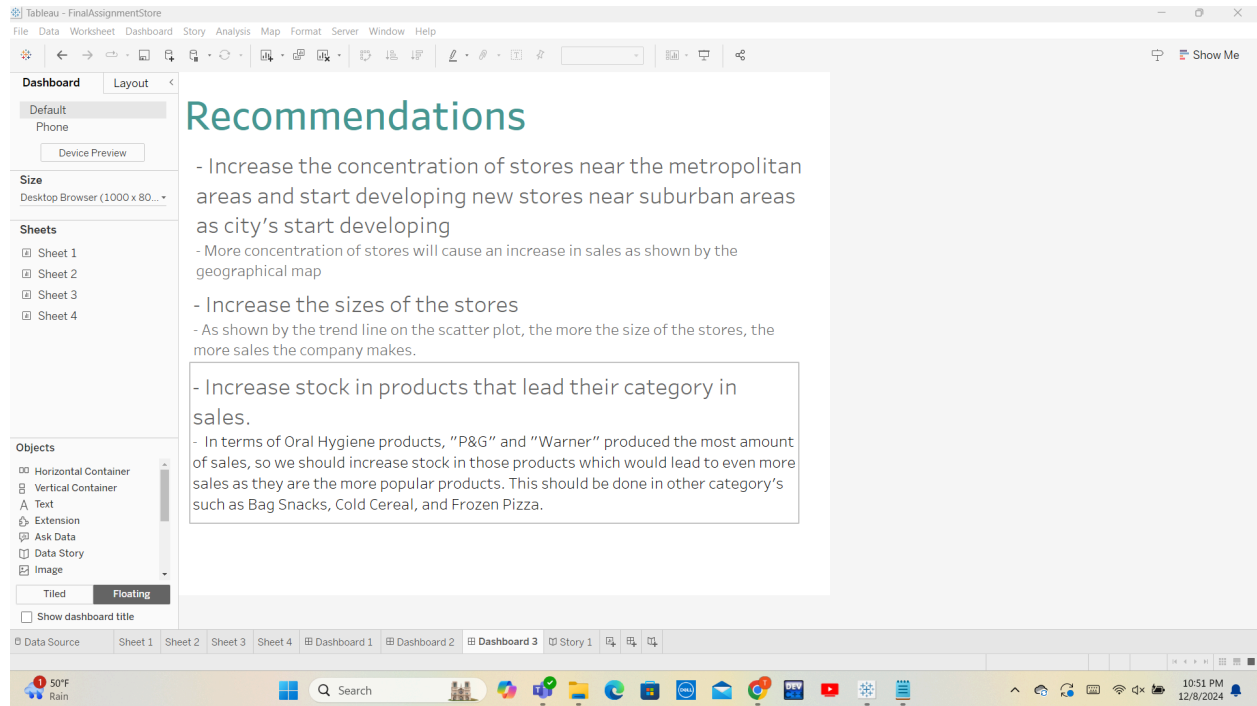 Tableau - FinalAssignmentStore
File Data Worksheet Dashboard Story Analysis Map Format Server Window Help
Show Me
Dashboard Layout
Default
Phone
Device Preview
Size
Desktop Browser (1000 x 80...
Sheets
Sheet 1
Sheet 2
Sheet 3
Sheet 4
Objects
Horizontal Container
Vertical Container
Text
Extension
Ask Data
Data Story
Image
Tiled Floating
Show dashboard title
Recommendations
- Increase the concentration of stores near the metropolitan
areas and start developing new stores near suburban areas
as city's start developing
- More concentration of stores will cause an increase in sales as shown by the
geographical map
- Increase the sizes of the stores
- As shown by the trend line on the scatter plot, the more the size of the stores, the
more sales the company makes.
- Increase stock in products that lead their category in
sales.
- In terms of Oral Hygiene products, "P&G" and "Warner" produced the most amount
of sales, so we should increase stock in those products which would lead to even more
sales as they are the more popular products. This should be done in other category's
such as Bag Snacks, Cold Cereal, and Frozen Pizza.
Data Source Sheet 1 Sheet 2 Sheet 3 Sheet 4 Dashboard 1 Dashboard 2 Dashboard 3 Story 1
1
50°F
Rain
Search
DELL
DEV
10:51 PM
12/8/2024